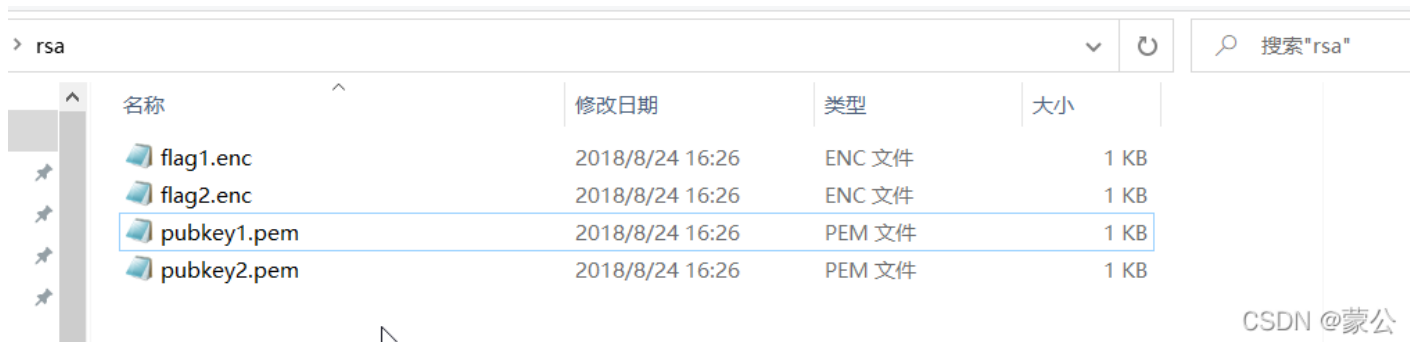 rsa 搜索"rsa"
名称 修改日期 类型 大小
flag1.enc 2018/8/24 16:26 ENC 文件 1 KB
flag2.enc 2018/8/24 16:26 ENC 文件 1 KB
pubkey1.pem 2018/8/24 16:26 PEM 文件 1 KB
pubkey2.pem 2018/8/24 16:26 PEM 文件 1 KB
CSDN @蒙公